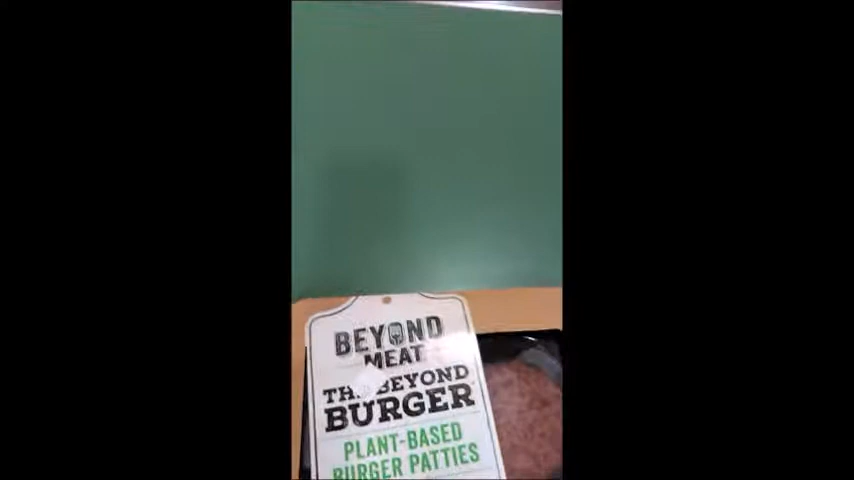 BEYOND
MEAT
THE BEYOND
BURGER
PLANT-BASED
BURGER PATTIES